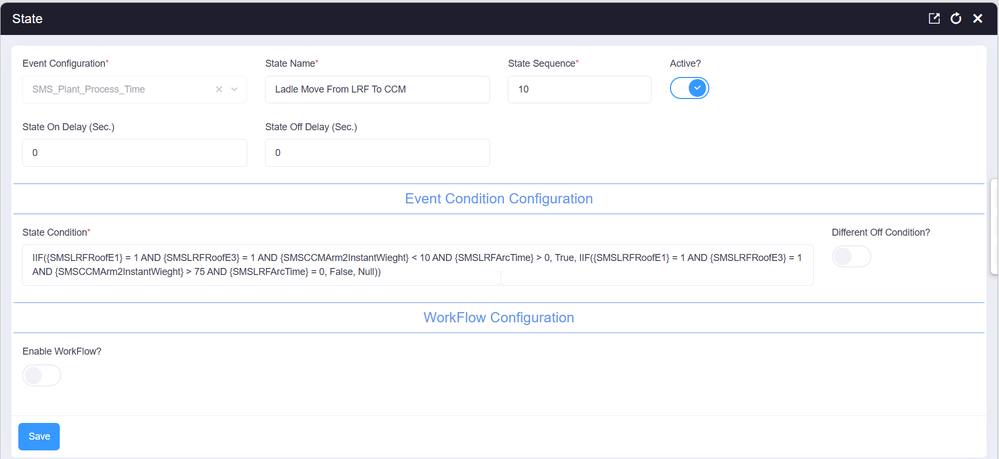 State
Event Configuration*
State Name*
State Sequence*
Active?
SMS_Plant_Process_Time
Ladle Move From LRF To CCM
10
State On Delay (Sec.)
State Off Delay (Sec.)
0
0
Event Condition Configuration
State Condition*
Different Off Condition?
IIF({SMSLRFRoofE1} = 1 AND {SMSLRFRoofE3} = 1 AND {SMSCCMArm2InstantWieght} < 10 AND {SMSLRFArcTime} > 0, True, IIF({SMSLRFRoofE1} = 1 AND {SMSLRFRoofE3} = 1
AND {SMSCCMArm2InstantWieght} > 75 AND {SMSLRFArcTime} = 0, False, Null))
WorkFlow Configuration
Enable WorkFlow?
Save